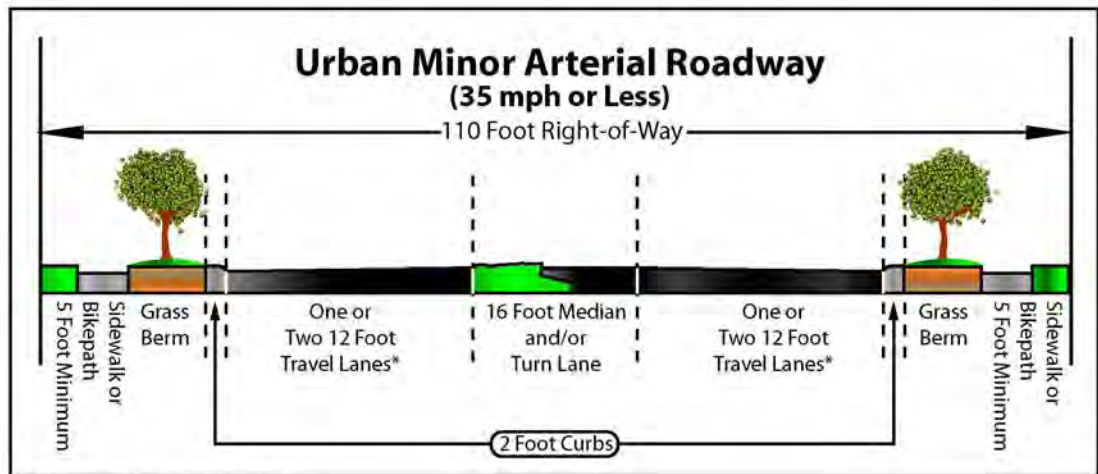 Urban Minor Arterial Roadway
(35 mph or Less)
110 Foot Right-of-Way
5 Foot Minimum
Bikepath
Sidewalk or
Grass
Berm
One or
Two 12 Foot
Travel Lanes*
16 Foot Median
and/or
Turn Lane
One or
Two 12 Foot
Travel Lanes*
Grass
Berm
5 Foot Minimum
Bikepath
Sidewalk or
2 Foot Curbs